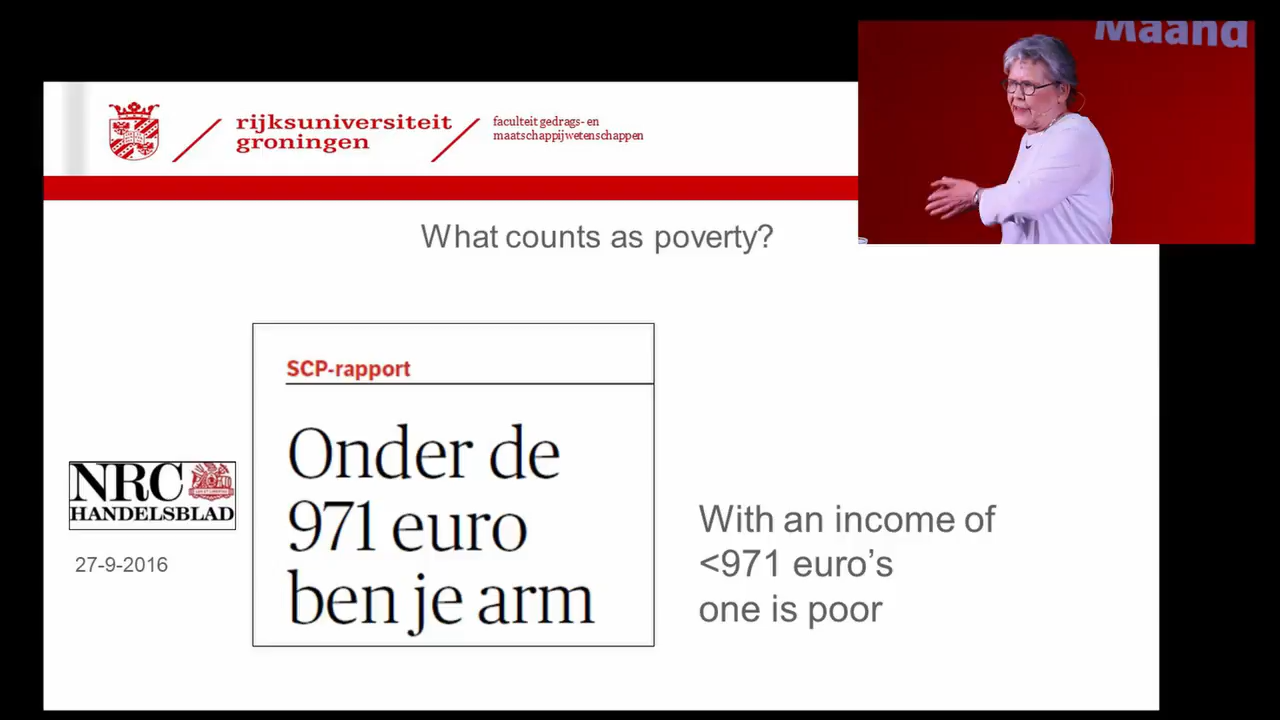 Maand
rijksuniversiteit
groningen
faculteit gedrags- en
maatschappijwetenschappen
What counts as poverty?
SCP-rapport
Onder de
971 euro
ben je arm
NRC
HANDELSBLAD
27-9-2016
With an income of
<971 euro's
one is poor